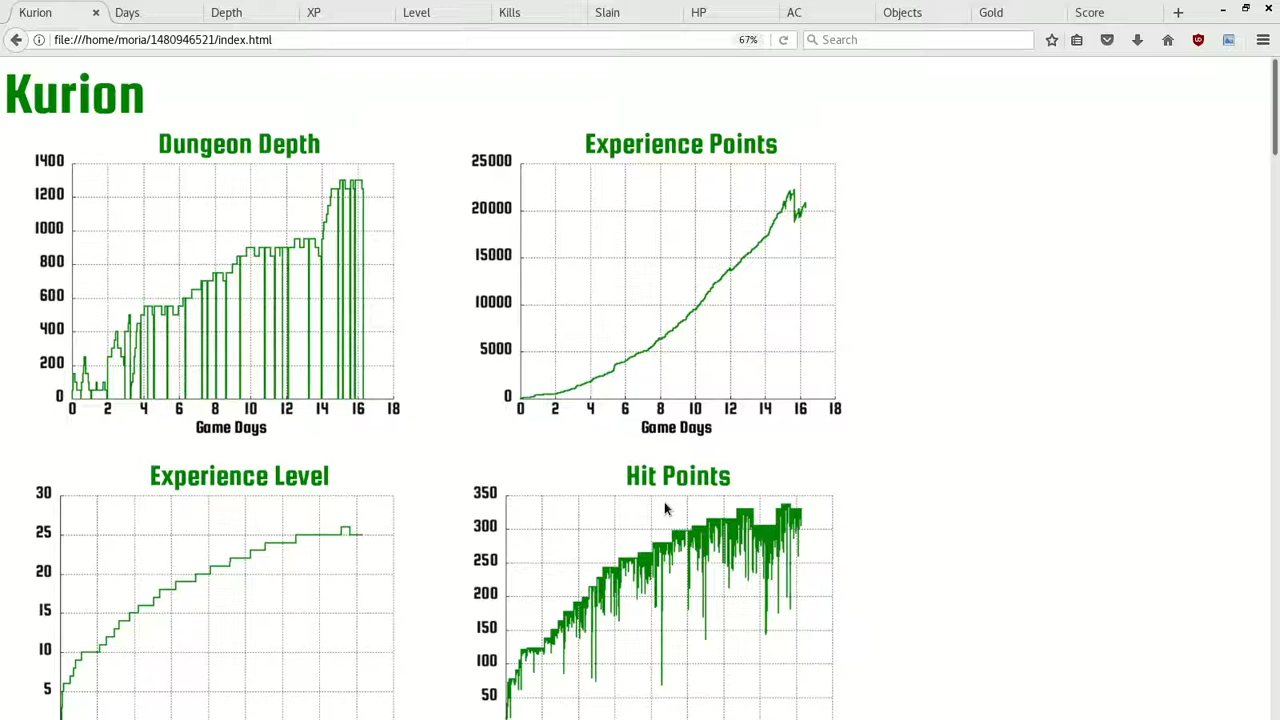 Kurion Days Depth XP Level Kills Slain HP AC Objects Gold Score
file:///home/moria/1480946521/index.html 67% Search
Kurion
Dungeon Depth
1400
1200
1000
800
600
400
200
0
0 2 4 6 8 10 12 14 16 18
Game Days
Experience Points
25000
20000
15000
10000
5000
0
0 2 4 6 8 10 12 14 16 18
Game Days
Experience Level
30
25
20
15
10
5
Hit Points
350
300
250
200
150
100
50